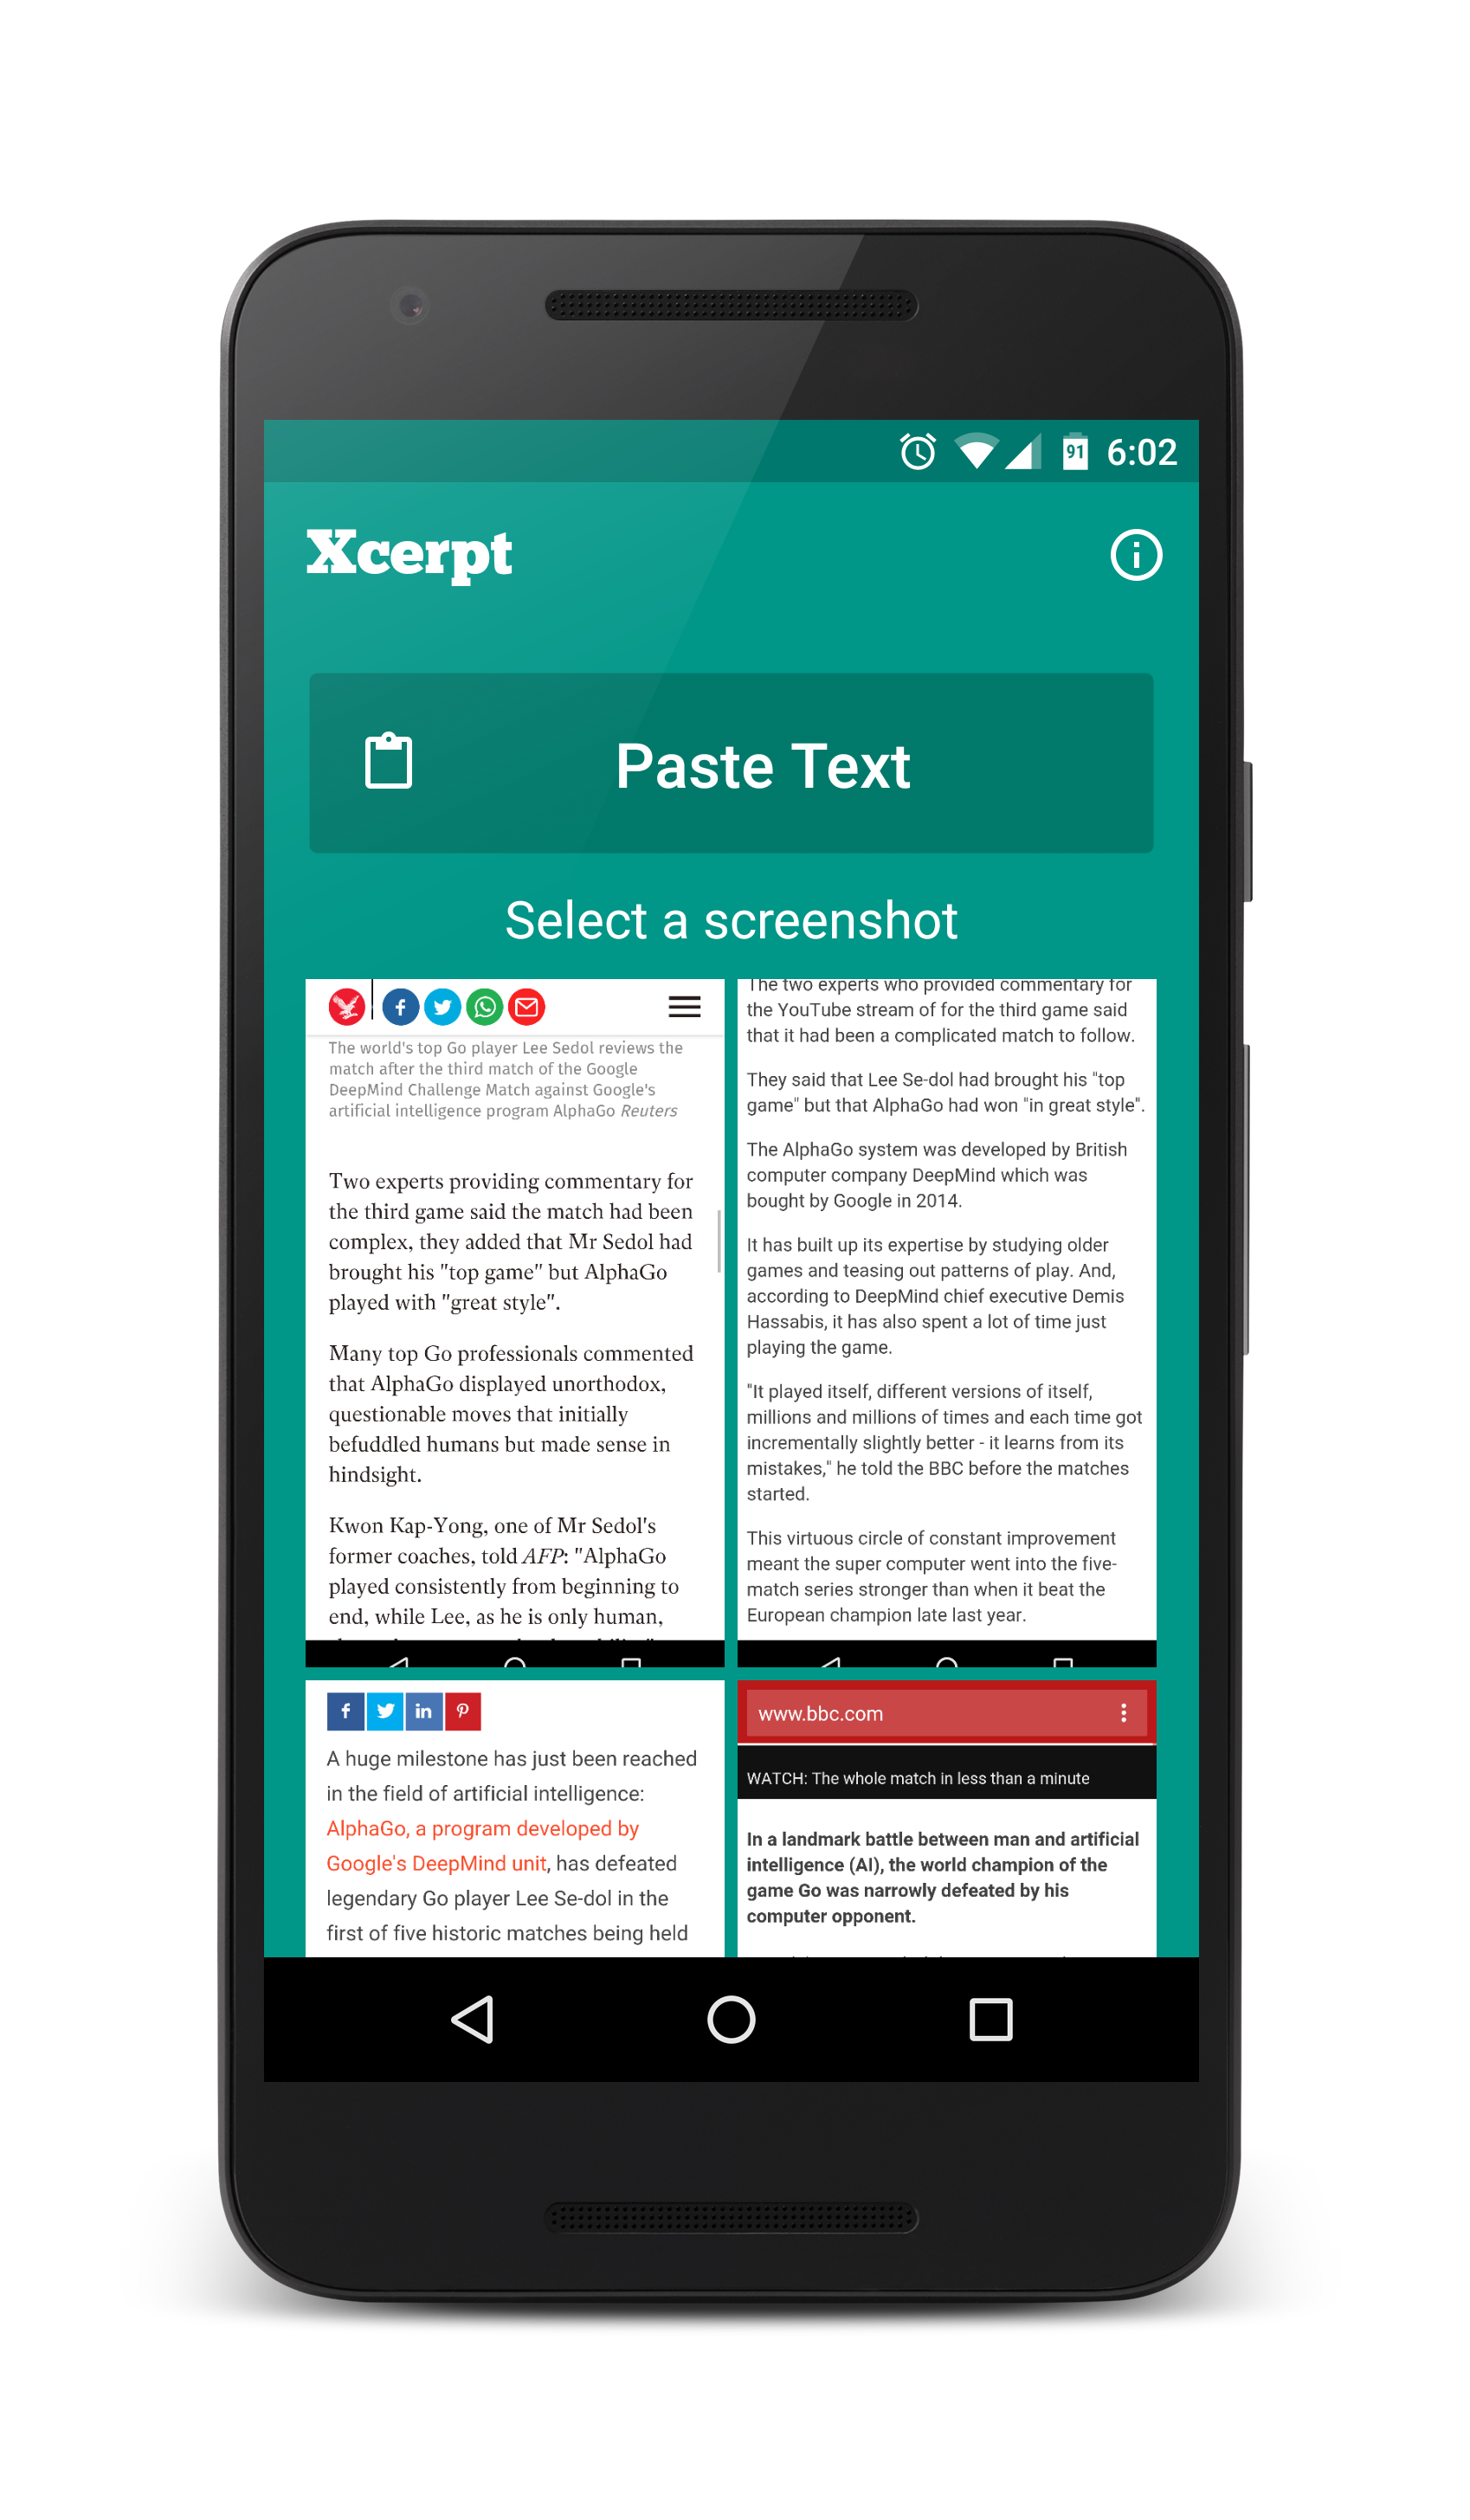 91 6:02
Xcerpt
Paste Text
Select a screenshot
The world's top Go player Lee Sedol reviews the
match after the third match of the Google
DeepMind Challenge Match against Google's
artificial intelligence program AlphaGo Reuters
Two experts providing commentary for
the third game said the match had been
complex, they added that Mr Sedol had
brought his "top game" but AlphaGo
played with "great style".
Many top Go professionals commented
that AlphaGo displayed unorthodox,
questionable moves that initially
befuddled humans but made sense in
hindsight.
Kwon Kap-Yong, one of Mr Sedol's
former coaches, told AFP: "AlphaGo
played consistently from beginning to
end, while Lee, as he is only human,
The two experts who provided commentary for
the YouTube stream of for the third game said
that it had been a complicated match to follow.
They said that Lee Se-dol had brought his "top
game" but that AlphaGo had won "in great style".
The AlphaGo system was developed by British
computer company DeepMind which was
bought by Google in 2014.
It has built up its expertise by studying older
games and teasing out patterns of play. And,
according to DeepMind chief executive Demis
Hassabis, it has also spent a lot of time just
playing the game.
"It played itself, different versions of itself,
millions and millions of times and each time got
incrementally slightly better - it learns from its
mistakes," he told the BBC before the matches
started.
This virtuous circle of constant improvement
meant the super computer went into the five-
match series stronger than when it beat the
European champion late last year.
A huge milestone has just been reached
in the field of artificial intelligence:
AlphaGo, a program developed by
Google's DeepMind unit, has defeated
legendary Go player Lee Se-dol in the
first of five historic matches being held
www.bbc.com
WATCH: The whole match in less than a minute
In a landmark battle between man and artificial
intelligence (AI), the world champion of the
game Go was narrowly defeated by his
computer opponent.